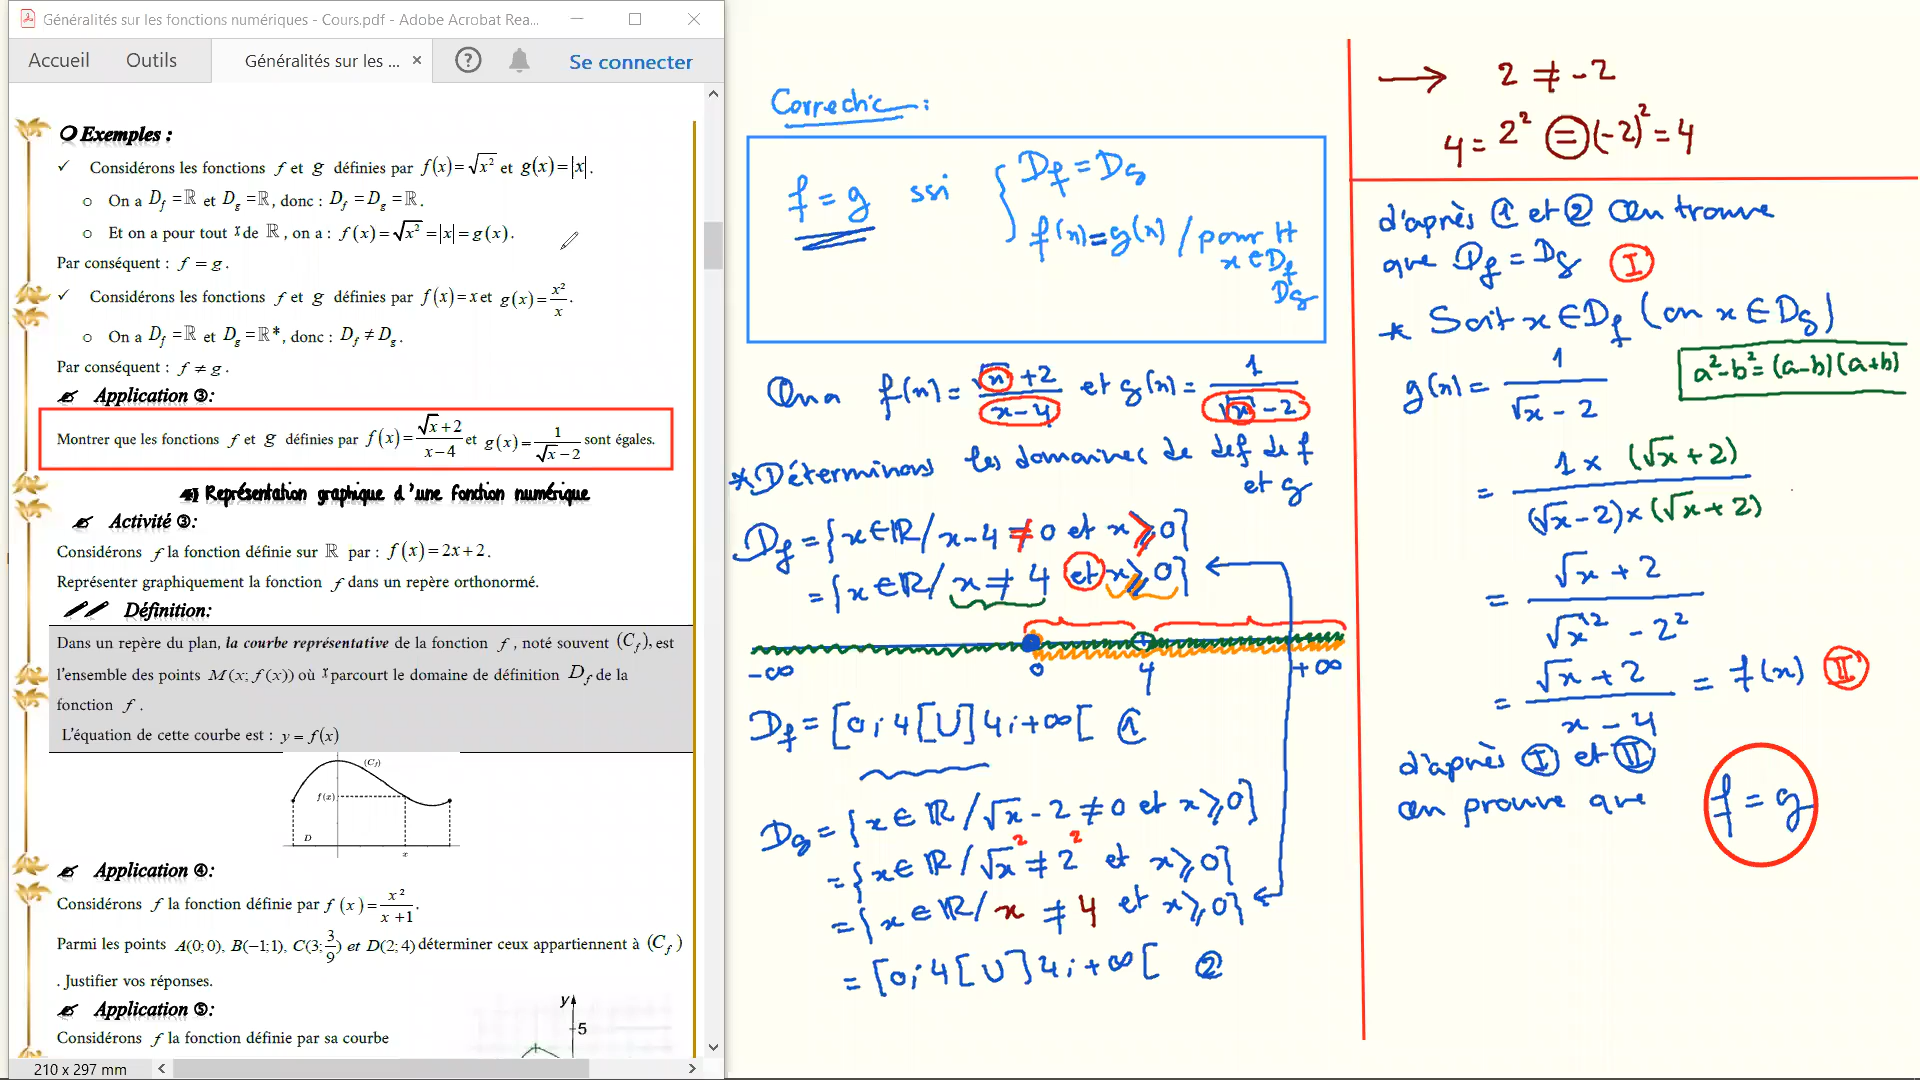 Généralités sur les fonctions numériques - Cours.pdf - Adobe Acrobat Rea...
Accueil Outils Généralités sur les ... × ? Se connecter
Exemples :
✓ Considérons les fonctions f et g définies par f(x)=√x² et g(x)=|x|.
o On a D_f = ℝ et D_g = ℝ, donc : D_f = D_g = ℝ.
o Et on a pour tout x de ℝ, on a : f(x)=√x²=|x|=g(x).
Par conséquent : f = g.
✓ Considérons les fonctions f et g définies par f(x)=x et g(x)=x²/x.
o On a D_f = ℝ et D_g = ℝ*, donc : D_f ≠ D_g.
Par conséquent : f ≠ g.
Application ③:
Montrer que les fonctions f et g définies par f(x)=(√x+2)/(x−4) et g(x)=1/(√x−2) sont égales.
Représentation graphique d'une fonction numérique
Activité ③:
Considérons f la fonction définie sur ℝ par : f(x)=2x+2.
Représenter graphiquement la fonction f dans un repère orthonormé.
Définition:
Dans un repère du plan, la courbe représentative de la fonction f, noté souvent (C_f), est
l'ensemble des points M(x; f(x)) où x parcourt le domaine de définition D_f de la
fonction f.
L'équation de cette courbe est : y = f(x)
(C_f)
f(x)
D
x
Application ④:
Considérons f la fonction définie par f(x)=x²/(x+1).
Parmi les points A(0;0), B(−1;1), C(3;3/9) et D(2;4) déterminer ceux appartiennent à (C_f)
. Justifier vos réponses.
Application ⑤:
Considérons f la fonction définie par sa courbe
y
5
210 x 297 mm
Correctio :
f = g ssi { D_f = D_g
f(x)=g(x) / pour tt
x ∈ D_f
D_g
On a f(x) = (√x +2)/(x−4) et g(x) = 1/(√x −2)
* Déterminons les domaines de def de f
et g
D_f = {x∈ℝ/ x−4 ≠ 0 et x ⩾ 0}
= {x∈ℝ/ x ≠ 4 et x ⩾ 0}
−∞ 0 4 +∞
D_f = [0; 4[ U ]4; +∞[ ①
D_g = {x∈ℝ/ √x − 2 ≠ 0 et x ⩾ 0}
= {x∈ℝ/ √x² ≠ 2² et x ⩾ 0}
= {x∈ℝ/ x ≠ 4 et x ⩾ 0}
= [0; 4[ U ]4; +∞[ ②
→ 2 ≠ −2
4 = 2² = (−2)² = 4
d'après ① et ② on trouve
que D_f = D_g Ⅰ
* Soit x ∈ D_f (ou x ∈ D_g)
g(x) = 1/(√x − 2)
a²−b² = (a−b)(a+b)
= (1 × (√x + 2))/((√x − 2) × (√x + 2))
= (√x + 2)/(√x² − 2²)
= (√x + 2)/(x − 4) = f(x) Ⅱ
d'après Ⅰ et Ⅱ
on prouve que f = g